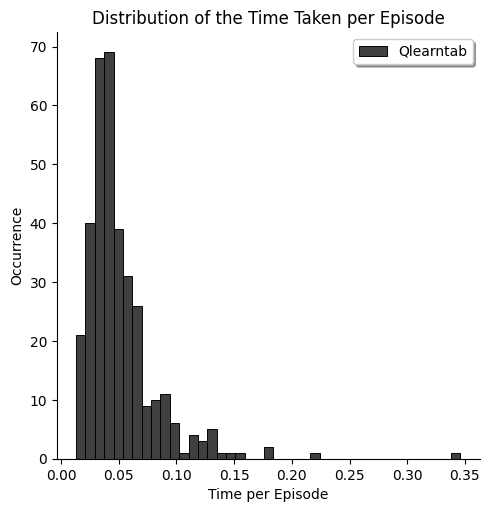 Distribution of the Time Taken per Episode
Qlearntab
Occurrence
70
60
50
40
30
20
10
0
0.00 0.05 0.10 0.15 0.20 0.25 0.30 0.35
Time per Episode